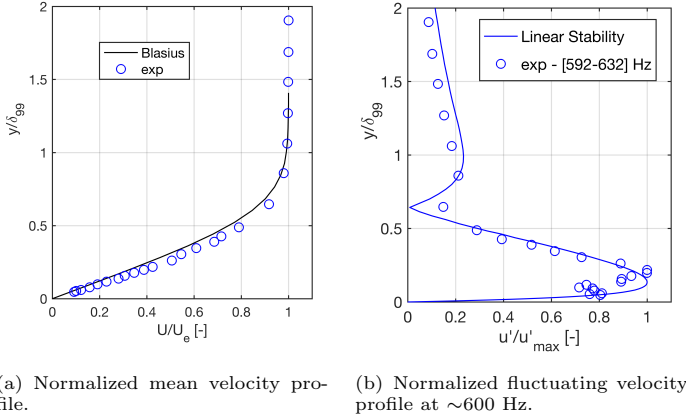 2
1.5
1
0.5
0
y/δ99
0 0.2 0.4 0.6 0.8 1
U/Ue [-]
Blasius
exp
2
1.5
1
0.5
0
y/δ99
0 0.2 0.4 0.6 0.8 1
u'/u'max [-]
Linear Stability
exp - [592-632] Hz
(a) Normalized mean velocity pro-
file.
(b) Normalized fluctuating velocity
profile at ~600 Hz.